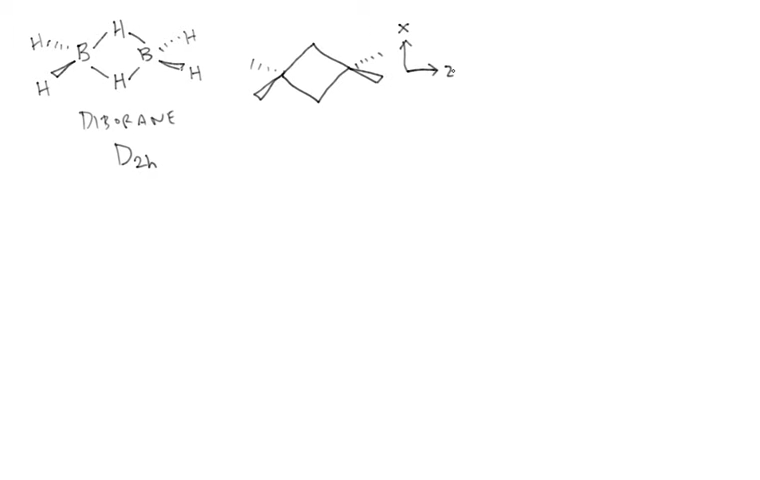 H H H x
B B
H H H z
DIBORANE
D2h